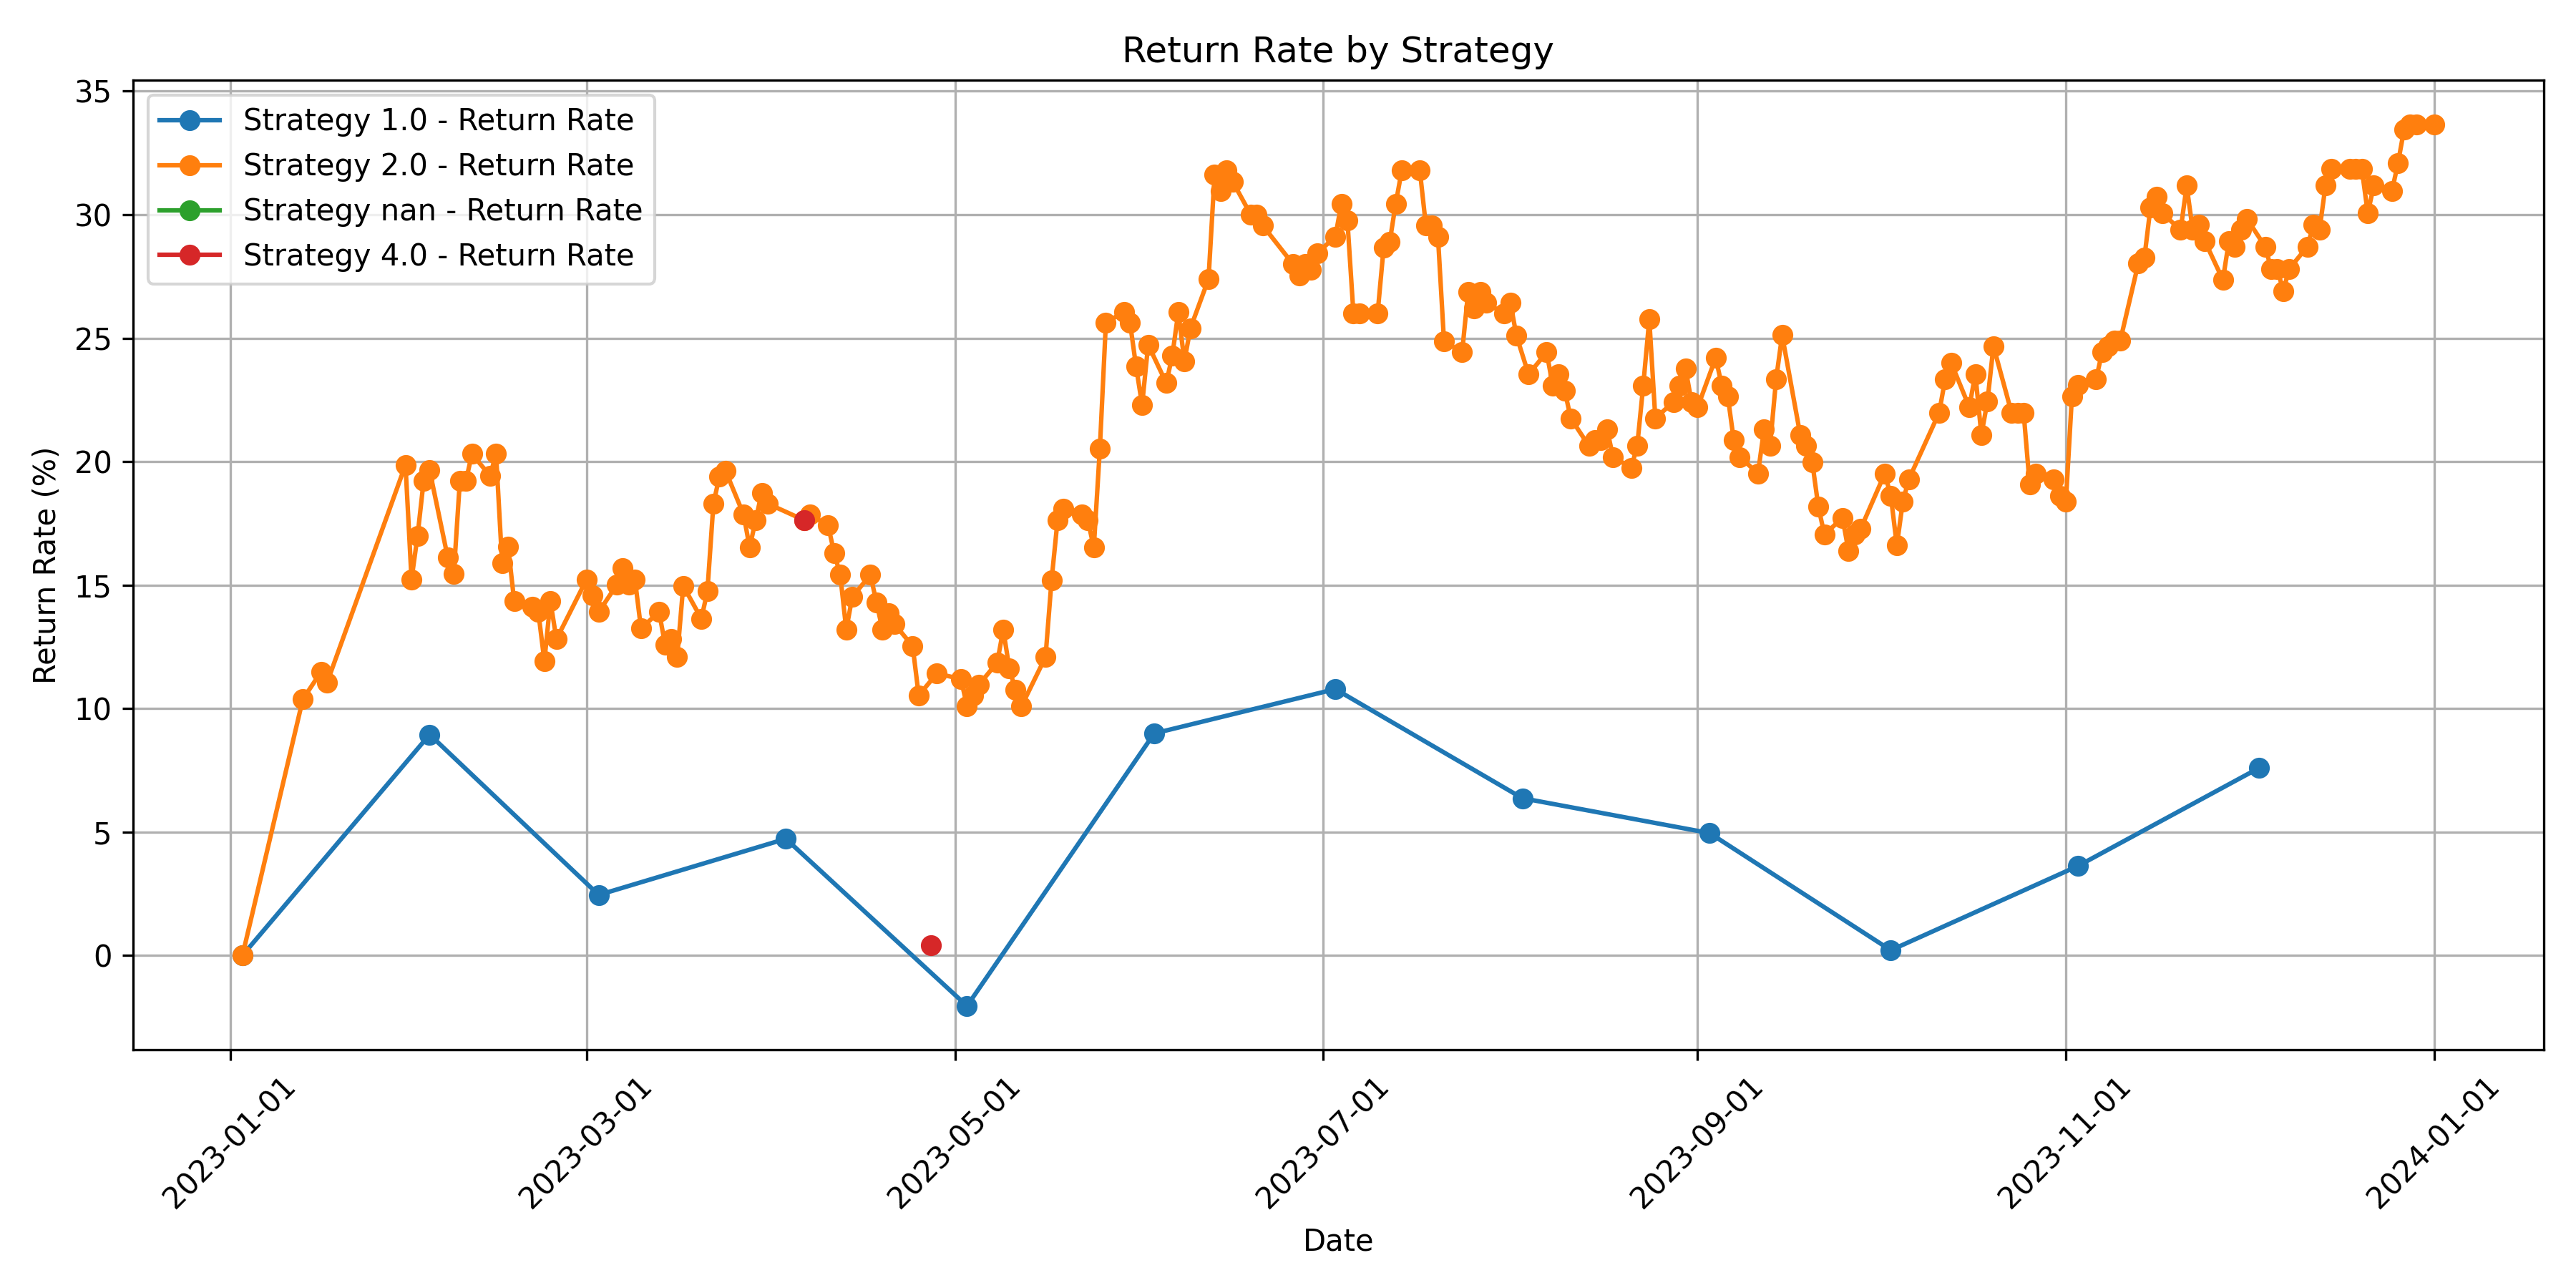 Return Rate by Strategy
35
30
25
20
15
10
5
0
Return Rate (%)
Strategy 1.0 - Return Rate
Strategy 2.0 - Return Rate
Strategy nan - Return Rate
Strategy 4.0 - Return Rate
2023-01-01
2023-03-01
2023-05-01
2023-07-01
2023-09-01
2023-11-01
2024-01-01
Date